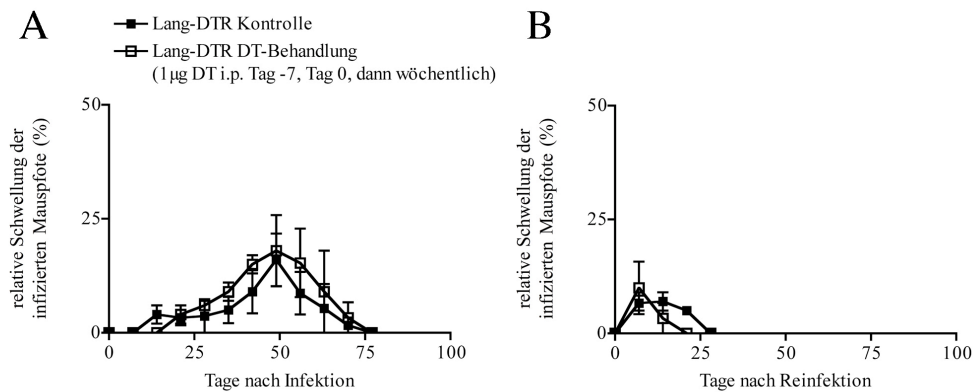 A
Lang-DTR Kontrolle
Lang-DTR DT-Behandlung
(1µg DT i.p. Tag -7, Tag 0, dann wöchentlich)
relative Schwellung der
infizierten Mauspfote (%)
50
25
0
0
25
50
75
100
Tage nach Infektion
B
relative Schwellung der
infizierten Mauspfote (%)
50
25
0
0
25
50
75
100
Tage nach Reinfektion